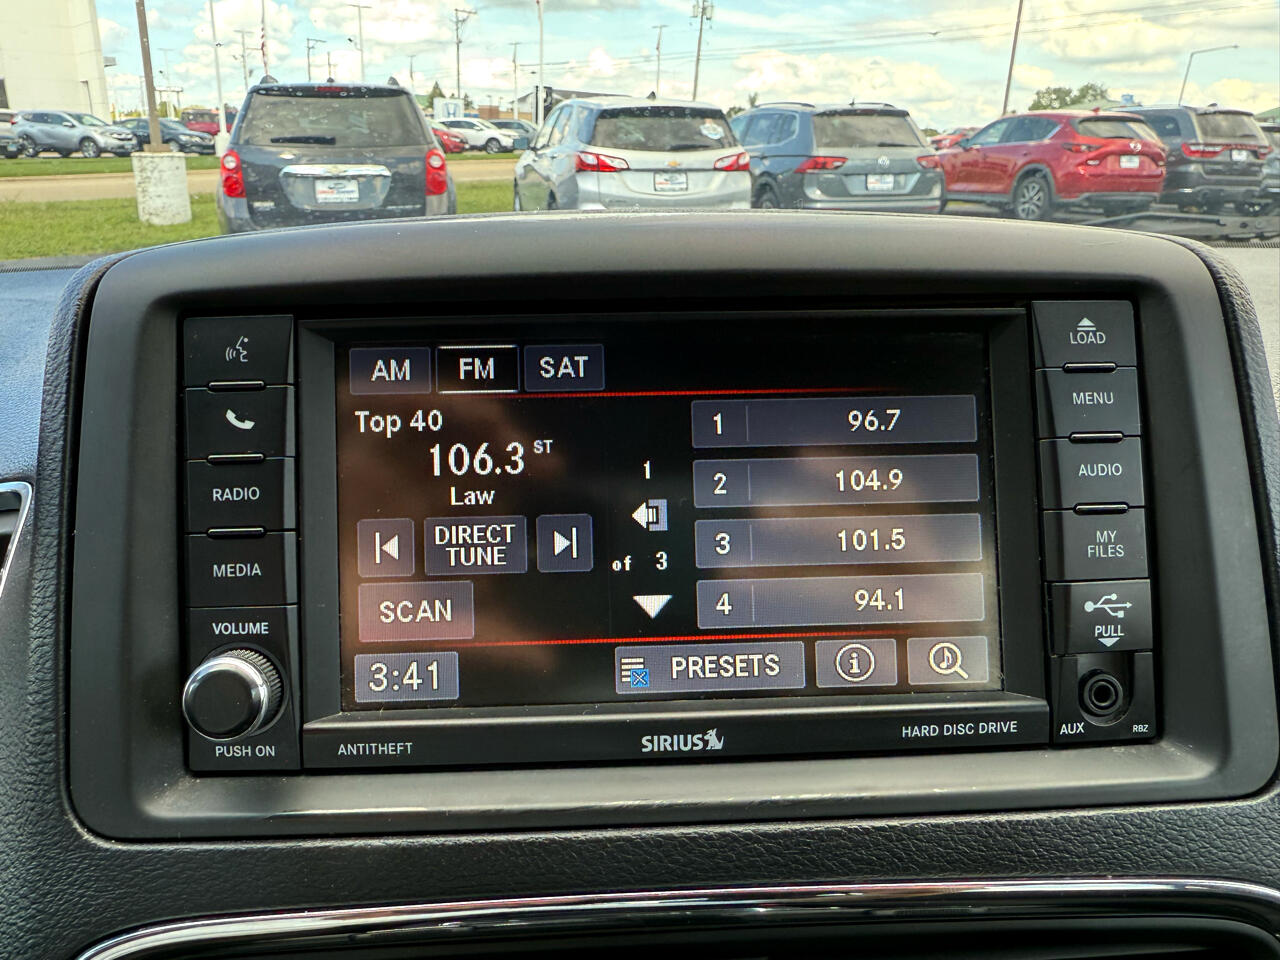 AM FM SAT
Top 40
106.3 ST
Law
DIRECT
TUNE
SCAN
3:41
1
of 3
1 96.7
2 104.9
3 101.5
4 94.1
PRESETS
i
RADIO
MEDIA
VOLUME
PUSH ON
LOAD
MENU
AUDIO
MY
FILES
PULL
AUX
RBZ
ANTITHEFT
SIRIUS
HARD DISC DRIVE